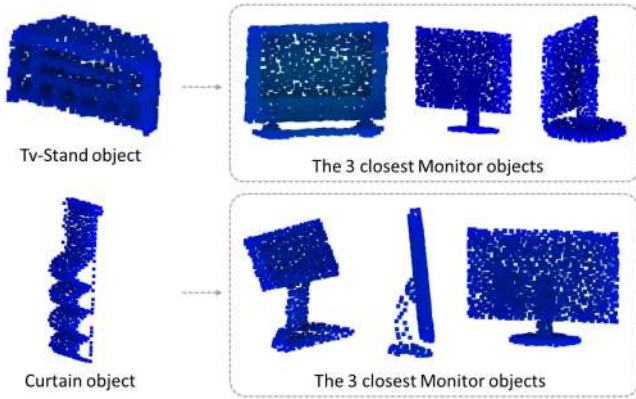 Tv-Stand object
The 3 closest Monitor objects
Curtain object
The 3 closest Monitor objects